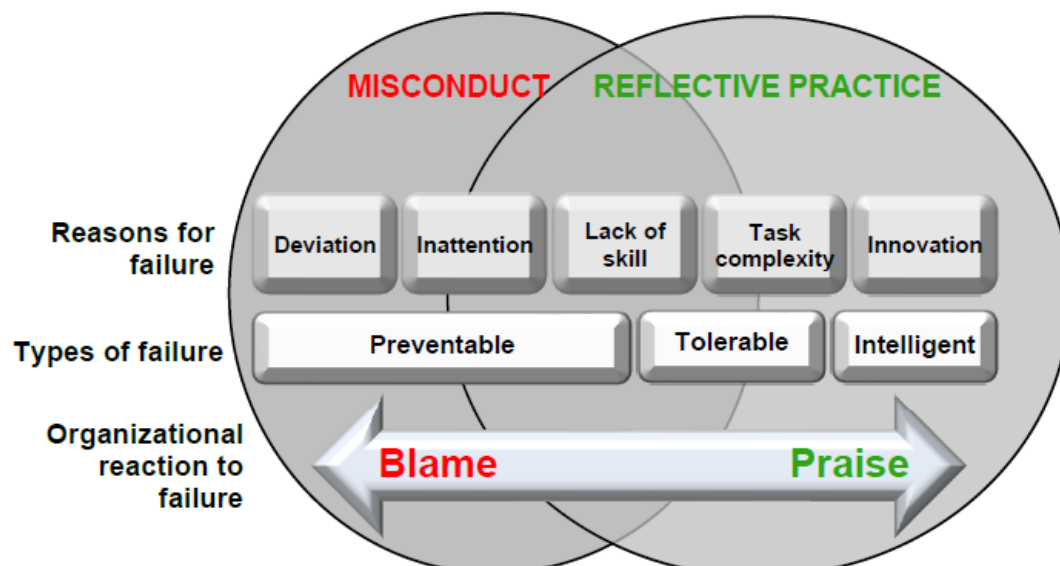 MISCONDUCT REFLECTIVE PRACTICE
Reasons for
failure
Deviation
Inattention
Lack of
skill
Task
complexity
Innovation
Types of failure
Preventable
Tolerable
Intelligent
Organizational
reaction to
failure
Blame
Praise